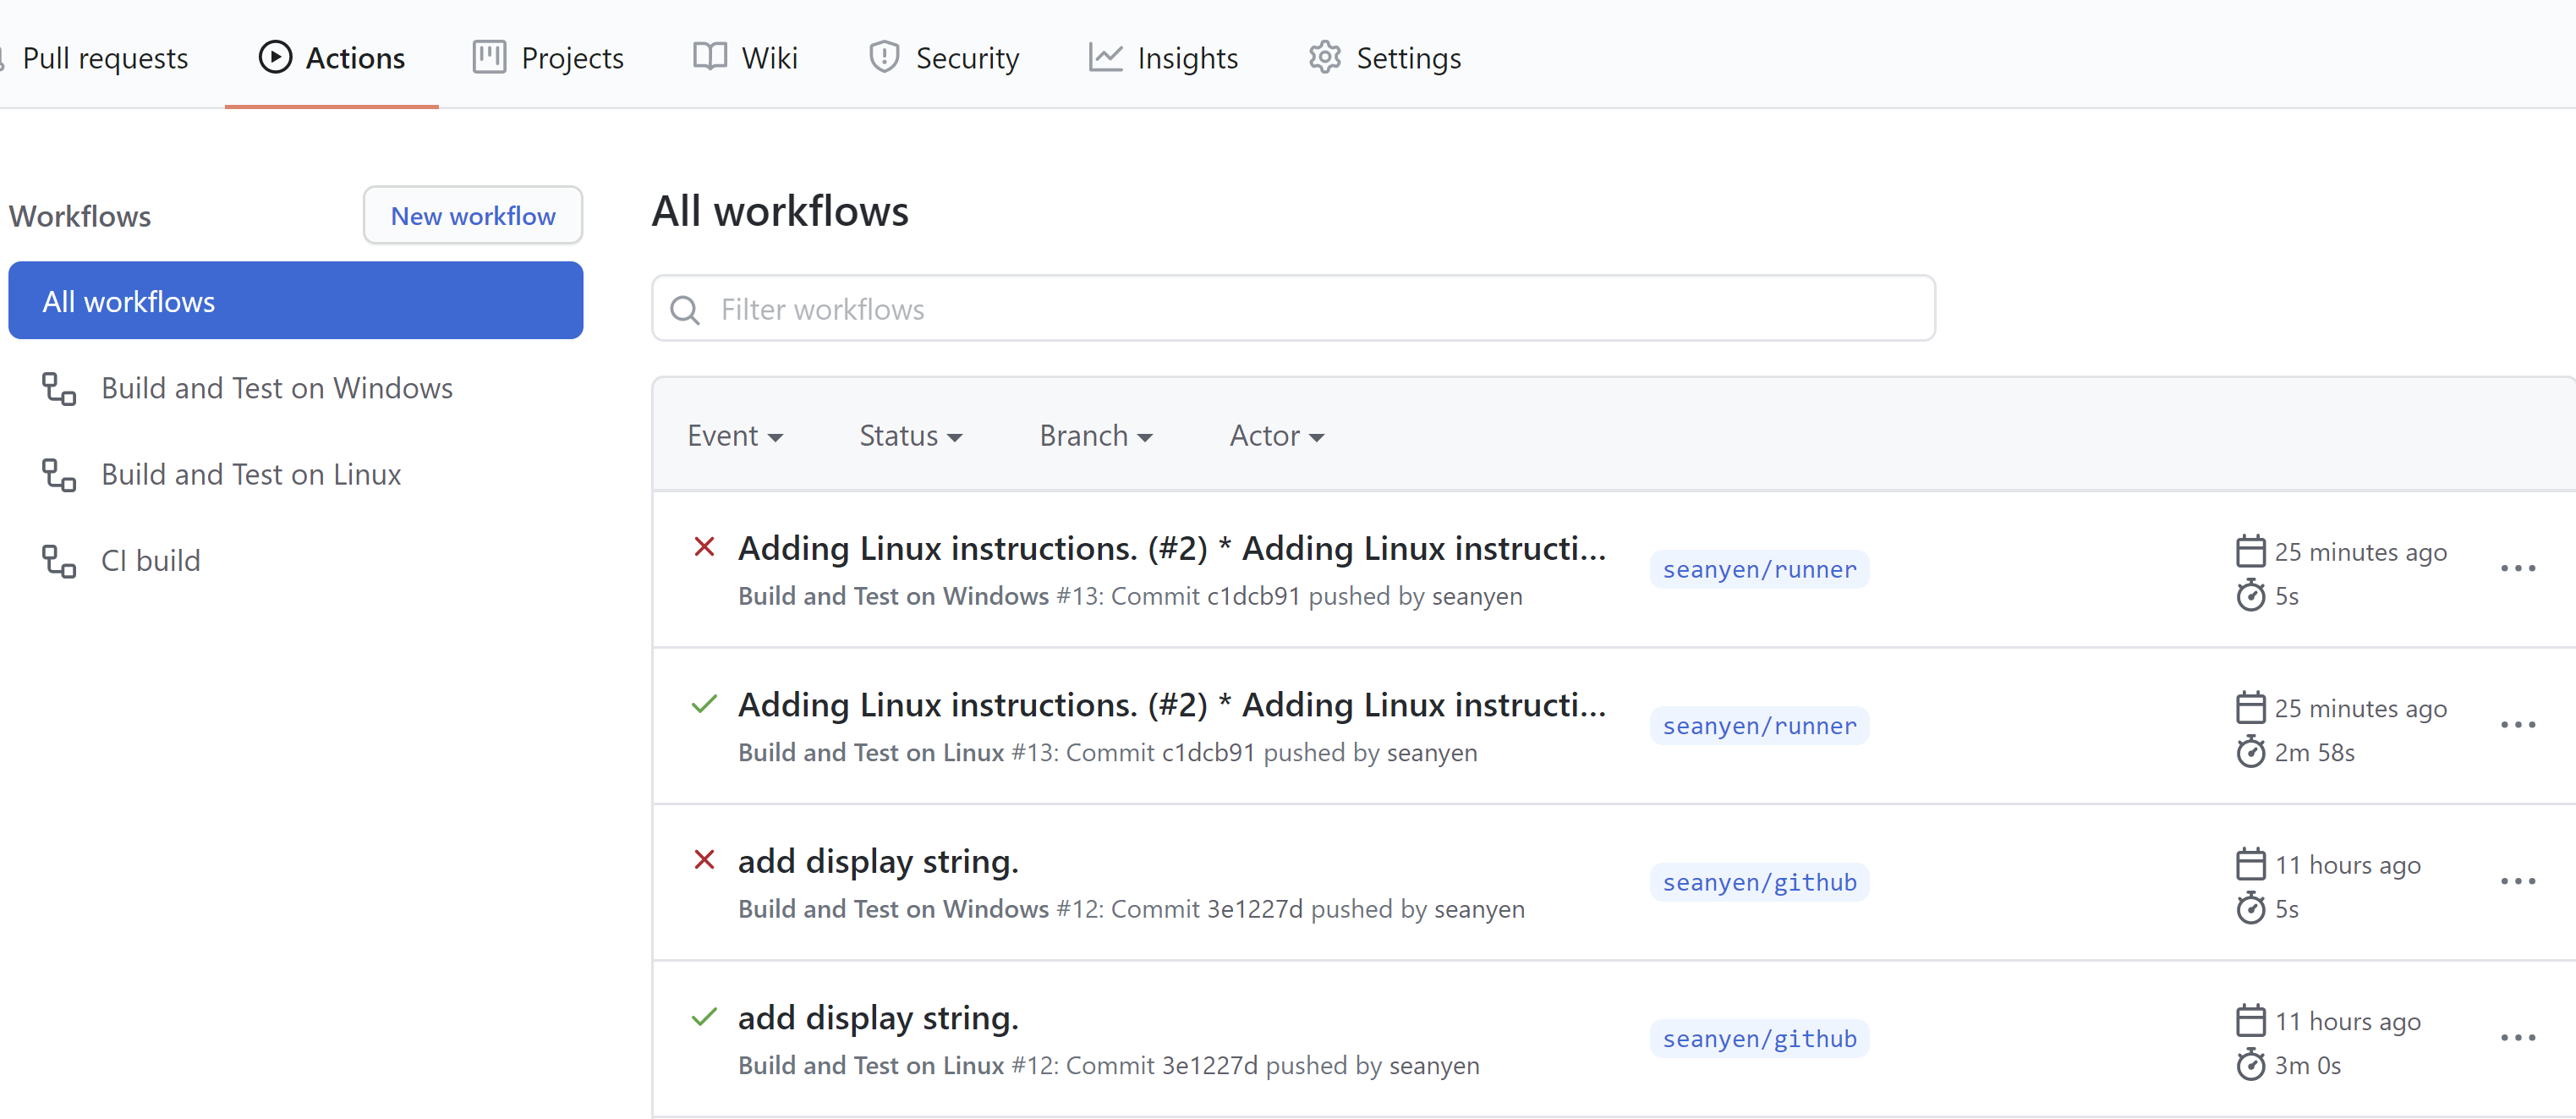 Pull requests
Actions
Projects
Wiki
Security
Insights
Settings
Workflows
New workflow
All workflows
Build and Test on Windows
Build and Test on Linux
CI build
All workflows
Filter workflows
Event
Status
Branch
Actor
Adding Linux instructions. (#2) * Adding Linux instructi...
Build and Test on Windows #13: Commit c1dcb91 pushed by seanyen
seanyen/runner
25 minutes ago
5s
Adding Linux instructions. (#2) * Adding Linux instructi...
Build and Test on Linux #13: Commit c1dcb91 pushed by seanyen
seanyen/runner
25 minutes ago
2m 58s
add display string.
Build and Test on Windows #12: Commit 3e1227d pushed by seanyen
seanyen/github
11 hours ago
5s
add display string.
Build and Test on Linux #12: Commit 3e1227d pushed by seanyen
seanyen/github
11 hours ago
3m 0s